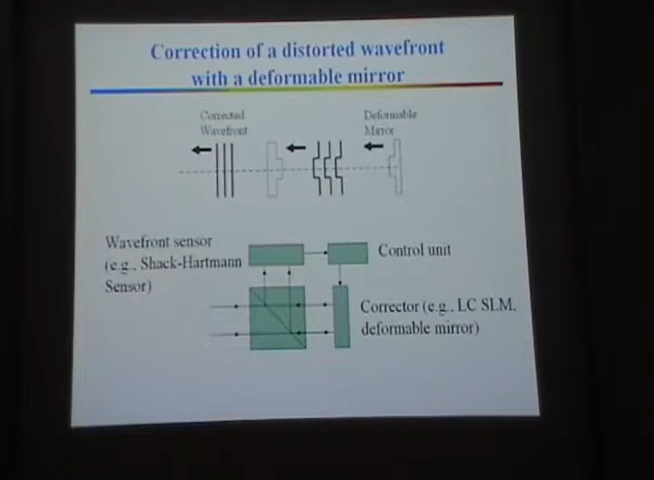 Correction of a distorted wavefront
with a deformable mirror
Corrected
Wavefront
Deformable
Mirror
Wavefront sensor
(e.g., Shack-Hartmann
Sensor)
Control unit
Corrector (e.g., LC SLM,
deformable mirror)